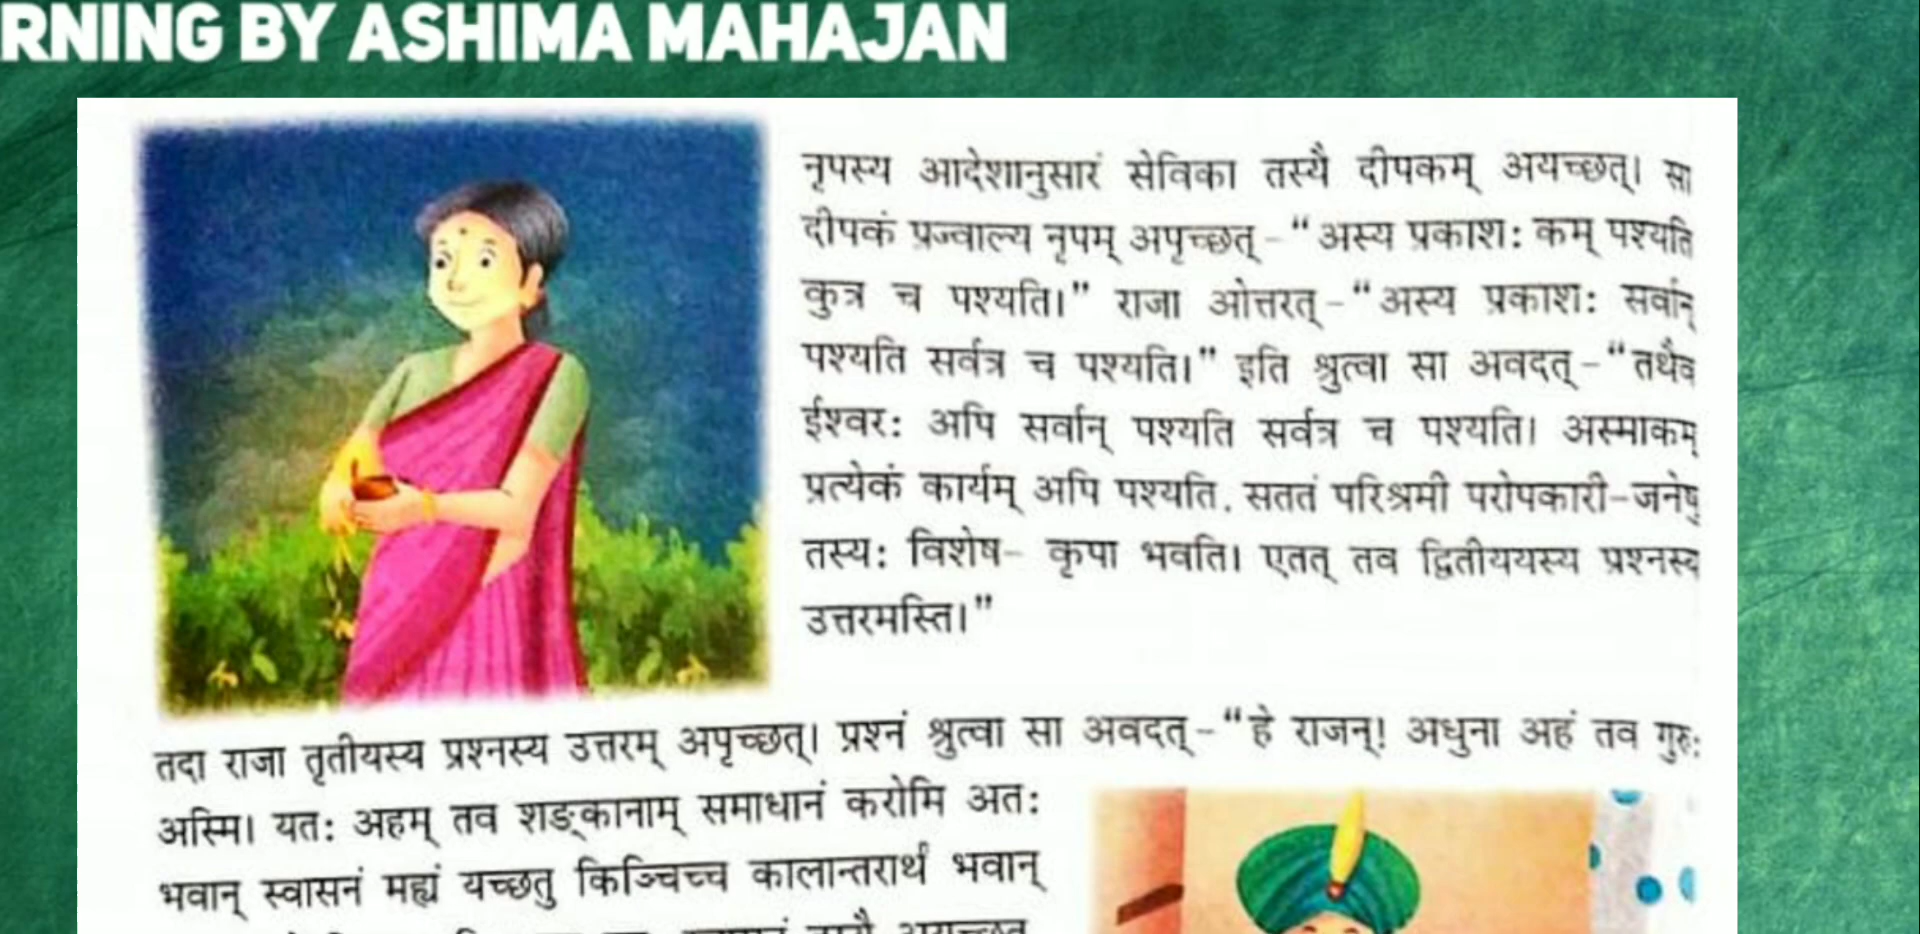 RNING BY ASHIMA MAHAJAN
नृपस्य आदेशानुसारं सेविका तस्यै दीपकम् अयच्छत्। सा
दीपकं प्रज्वाल्य नृपम् अपृच्छत् - “अस्य प्रकाशः कम् पश्यति
कुत्र च पश्यति।” राजा ओत्तरत् - “अस्य प्रकाशः सर्वान्
पश्यति सर्वत्र च पश्यति।” इति श्रुत्वा सा अवदत् - “तथैव
ईश्वरः अपि सर्वान् पश्यति सर्वत्र च पश्यति। अस्माकम्
प्रत्येकं कार्यम् अपि पश्यति. सततं परिश्रमी परोपकारी-जनेषु
तस्यः विशेष- कृपा भवति। एतत् तव द्वितीययस्य प्रश्नस्य
उत्तरमस्ति।”
तदा राजा तृतीयस्य प्रश्नस्य उत्तरम् अपृच्छत्। प्रश्नं श्रुत्वा सा अवदत् - “हे राजन्! अधुना अहं तव गुरुः
अस्मि। यतः अहम् तव शङ्कानाम् समाधानं करोमि अतः
भवान् स्वासनं मह्यं यच्छतु किञ्चिच्च कालान्तरार्थं भवान्